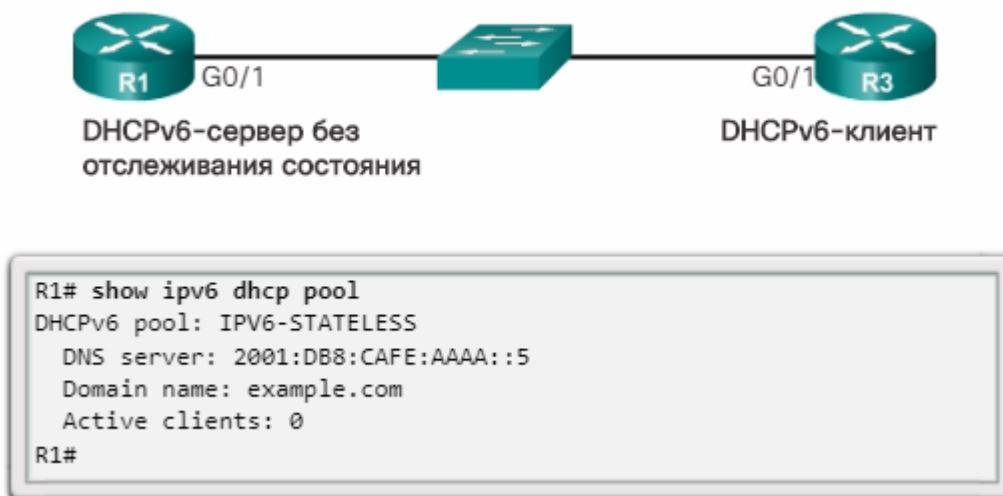 R1
G0/1
G0/1
R3
DHCPv6-сервер без
отслеживания состояния
DHCPv6-клиент
R1# show ipv6 dhcp pool
DHCPv6 pool: IPV6-STATELESS
DNS server: 2001:DB8:CAFE:AAAA::5
Domain name: example.com
Active clients: 0
R1#